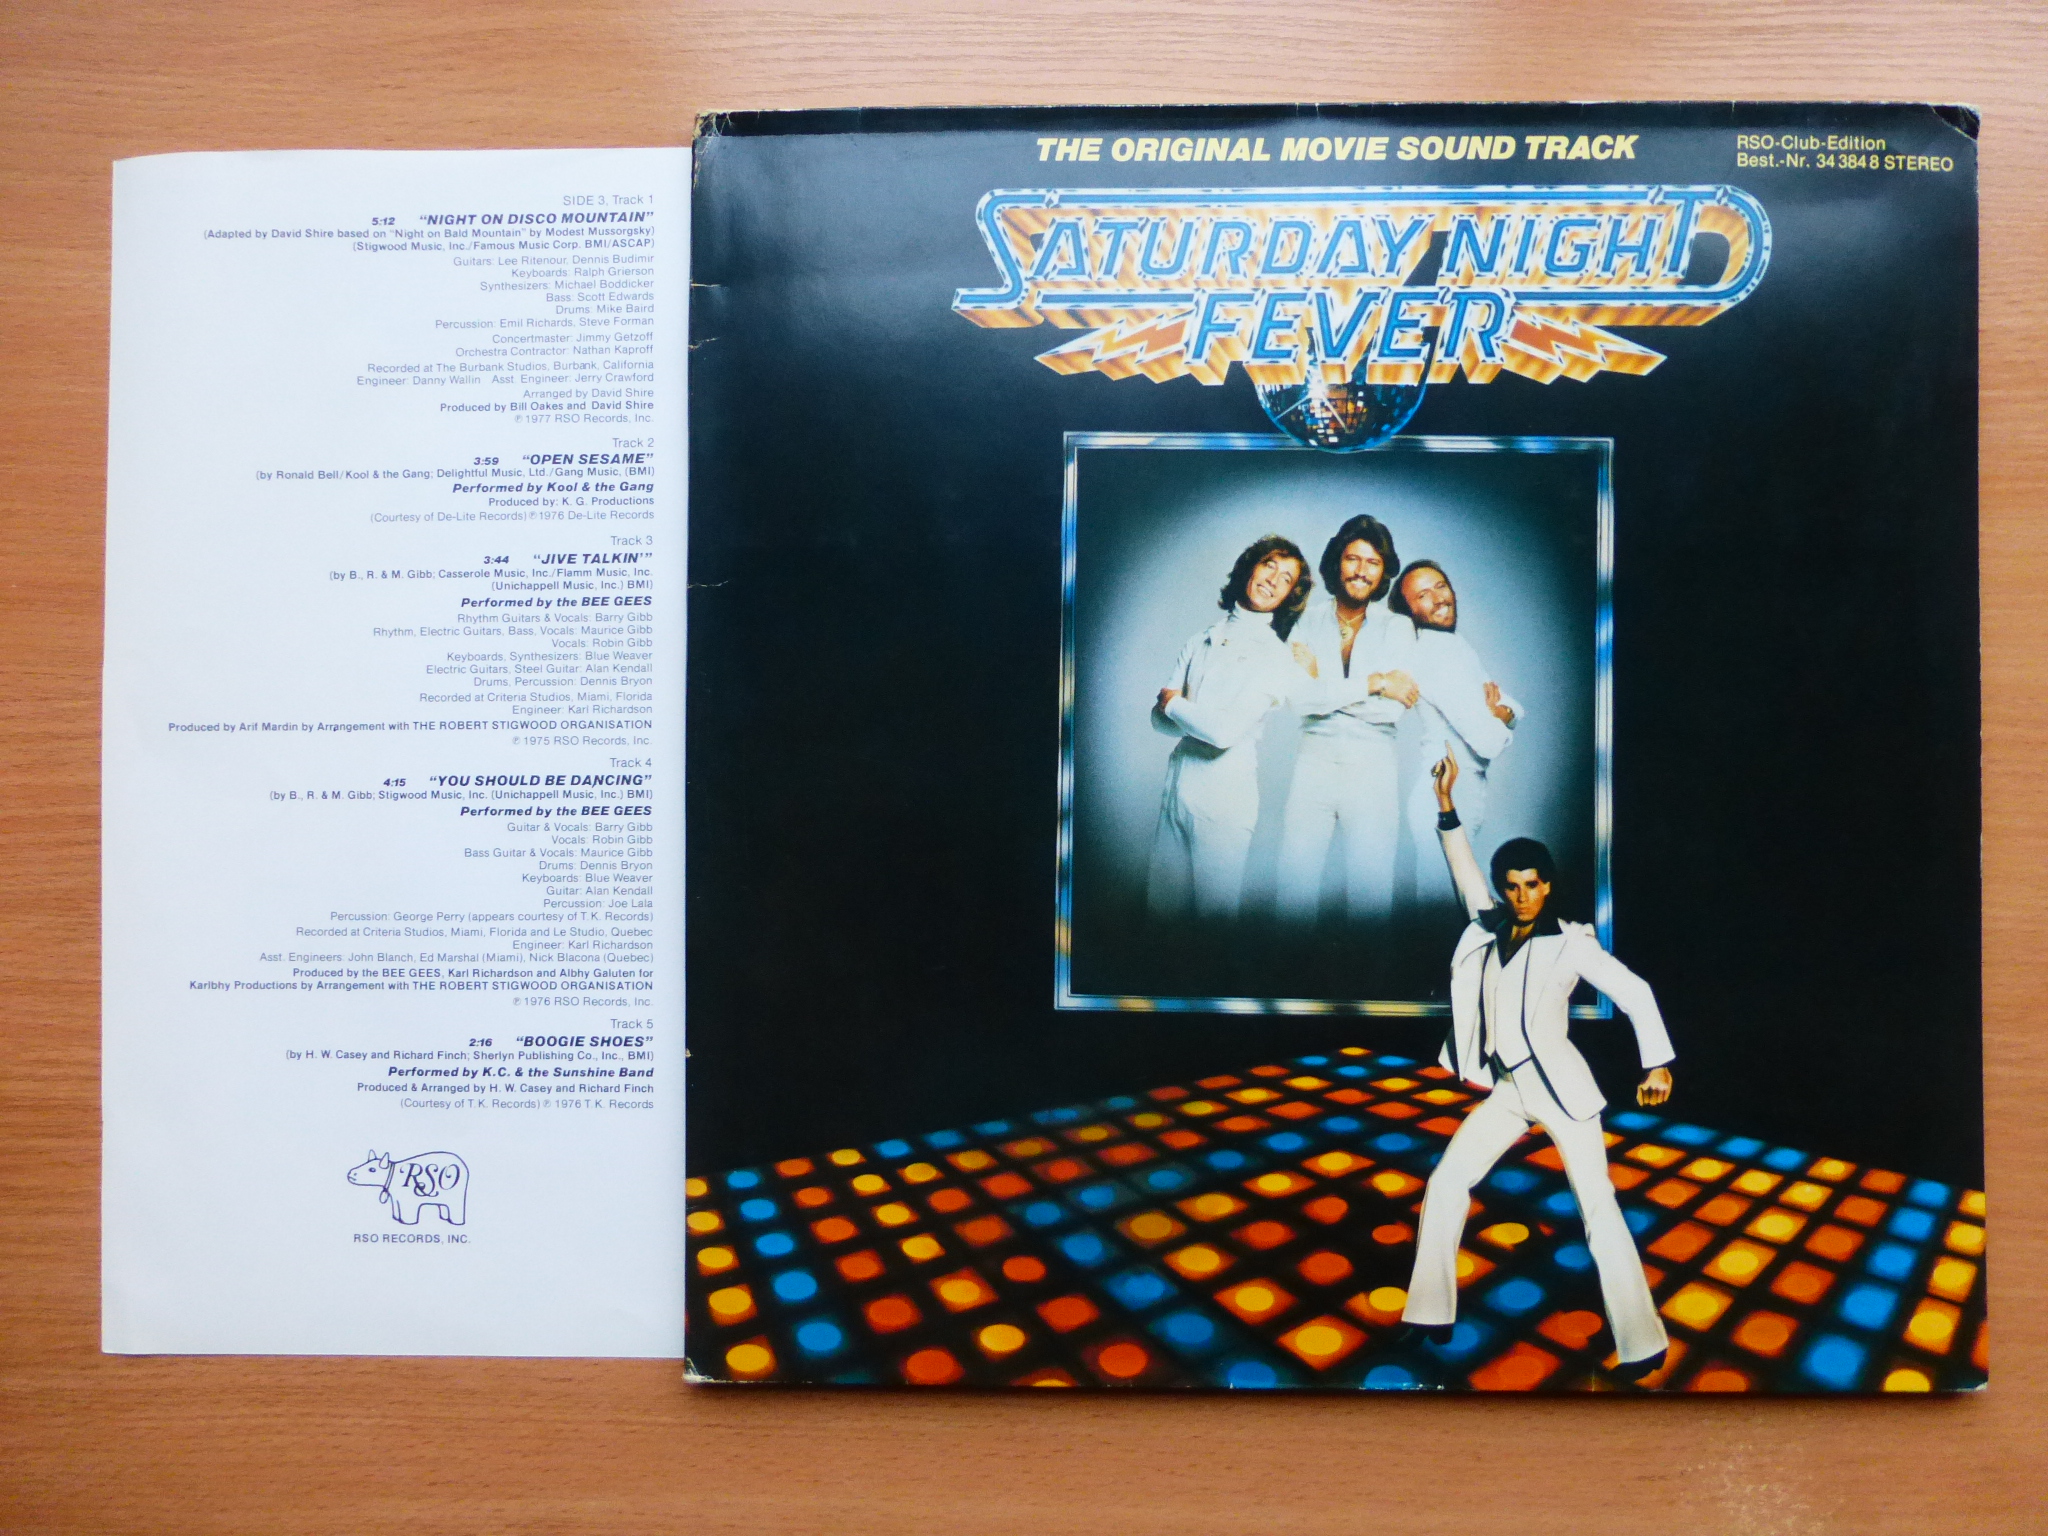 SIDE 3, Track 1
5:12 "NIGHT ON DISCO MOUNTAIN"
(Adapted by David Shire based on "Night on Bald Mountain" by Modest Mussorgsky)
(Stigwood Music, Inc./Famous Music Corp. BMI/ASCAP)
Guitars: Lee Ritenour, Dennis Budimir
Keyboards: Ralph Grierson
Synthesizers: Michael Boddicker
Bass: Scott Edwards
Drums: Mike Baird
Percussion: Emil Richards, Steve Forman
Concertmaster: Jimmy Getzoff
Orchestra Contractor: Nathan Kaproff
Recorded at The Burbank Studios, Burbank, California
Engineer: Danny Wallin Asst. Engineer: Jerry Crawford
Arranged by David Shire
Produced by Bill Oakes and David Shire
℗ 1977 RSO Records, Inc.
Track 2
3:59 "OPEN SESAME"
(by Ronald Bell/Kool & the Gang; Delightful Music, Ltd./Gang Music, (BMI)
Performed by Kool & the Gang
Produced by: K. G. Productions
(Courtesy of De-Lite Records) ℗ 1976 De-Lite Records
Track 3
3:44 "JIVE TALKIN'"
(by B., R. & M. Gibb; Casserole Music, Inc./Flamm Music, Inc.
(Unichappell Music, Inc.) BMI)
Performed by the BEE GEES
Rhythm Guitars & Vocals: Barry Gibb
Rhythm, Electric Guitars, Bass, Vocals: Maurice Gibb
Vocals: Robin Gibb
Keyboards, Synthesizers: Blue Weaver
Electric Guitars, Steel Guitar: Alan Kendall
Drums, Percussion: Dennis Bryon
Recorded at Criteria Studios, Miami, Florida
Engineer: Karl Richardson
Produced by Arif Mardin by Arrangement with THE ROBERT STIGWOOD ORGANISATION
℗ 1975 RSO Records, Inc.
Track 4
4:15 "YOU SHOULD BE DANCING"
(by B., R. & M. Gibb; Stigwood Music, Inc. (Unichappell Music, Inc.) BMI)
Performed by the BEE GEES
Guitar & Vocals: Barry Gibb
Vocals: Robin Gibb
Bass Guitar & Vocals: Maurice Gibb
Drums: Dennis Bryon
Keyboards: Blue Weaver
Guitar: Alan Kendall
Percussion: Joe Lala
Percussion: George Perry (appears courtesy of T. K. Records)
Recorded at Criteria Studios, Miami, Florida and Le Studio, Quebec
Engineer: Karl Richardson
Asst. Engineers: John Blanch, Ed Marshal (Miami), Nick Blacona (Quebec)
Produced by the BEE GEES, Karl Richardson and Albhy Galuten for
Karlbhy Productions by Arrangement with THE ROBERT STIGWOOD ORGANISATION
℗ 1976 RSO Records, Inc.
Track 5
2:16 "BOOGIE SHOES"
(by H. W. Casey and Richard Finch; Sherlyn Publishing Co., Inc., BMI)
Performed by K.C. & the Sunshine Band
Produced & Arranged by H. W. Casey and Richard Finch
(Courtesy of T. K. Records) ℗ 1976 T. K. Records
RSO
RSO RECORDS, INC.
THE ORIGINAL MOVIE SOUND TRACK
RSO-Club-Edition
Best.-Nr. 34 384 8 STEREO
SATURDAY NIGHT
FEVER